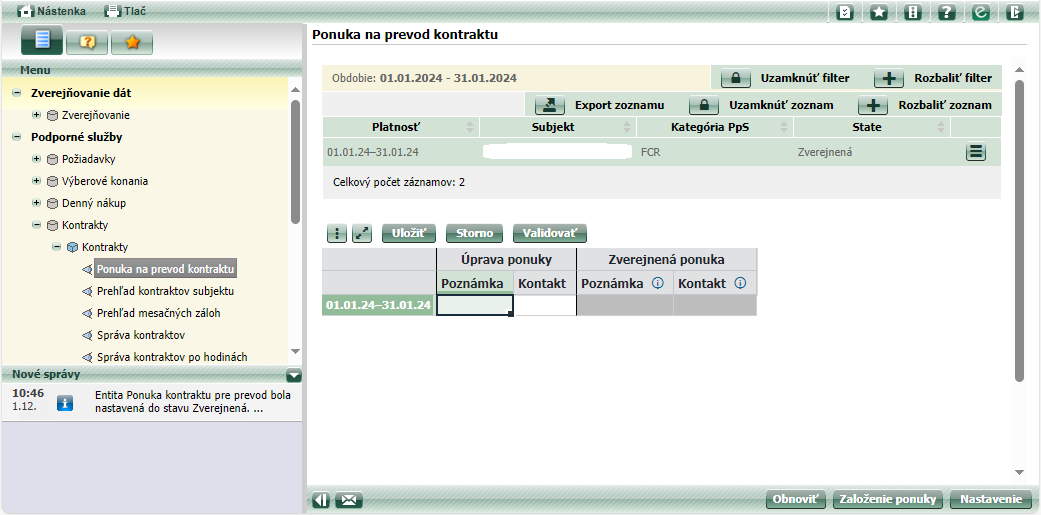 Nástenka Tlač
Menu
Zverejňovanie dát
Zverejňovanie
Podporné služby
Požiadavky
Výberové konania
Denný nákup
Kontrakty
Kontrakty
Ponuka na prevod kontraktu
Prehľad kontraktov subjektu
Prehľad mesačných záloh
Správa kontraktov
Správa kontraktov po hodinách
Nové správy
10:46
1.12.
Entita Ponuka kontraktu pre prevod bola
nastavená do stavu Zverejnená. ...
Ponuka na prevod kontraktu
Obdobie: 01.01.2024 - 31.01.2024
Uzamknúť filter Rozbaliť filter
Export zoznamu Uzamknúť zoznam Rozbaliť zoznam
Platnosť Subjekt Kategória PpS State
01.01.24–31.01.24 FCR Zverejnená
Celkový počet záznamov: 2
Uložiť Storno Validovať
Úprava ponuky Zverejnená ponuka
Poznámka Kontakt Poznámka Kontakt
01.01.24–31.01.24
Obnoviť Založenie ponuky Nastavenie